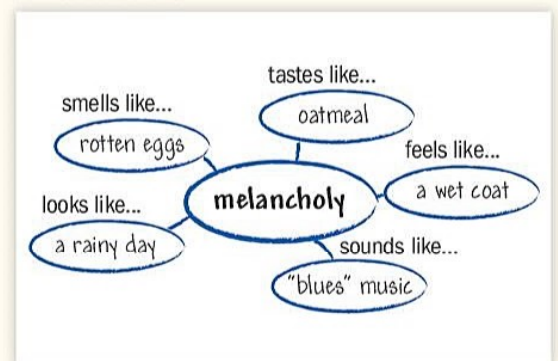 tastes like...
oatmeal
smells like...
rotten eggs
feels like...
a wet coat
melancholy
looks like...
a rainy day
sounds like...
"blues" music